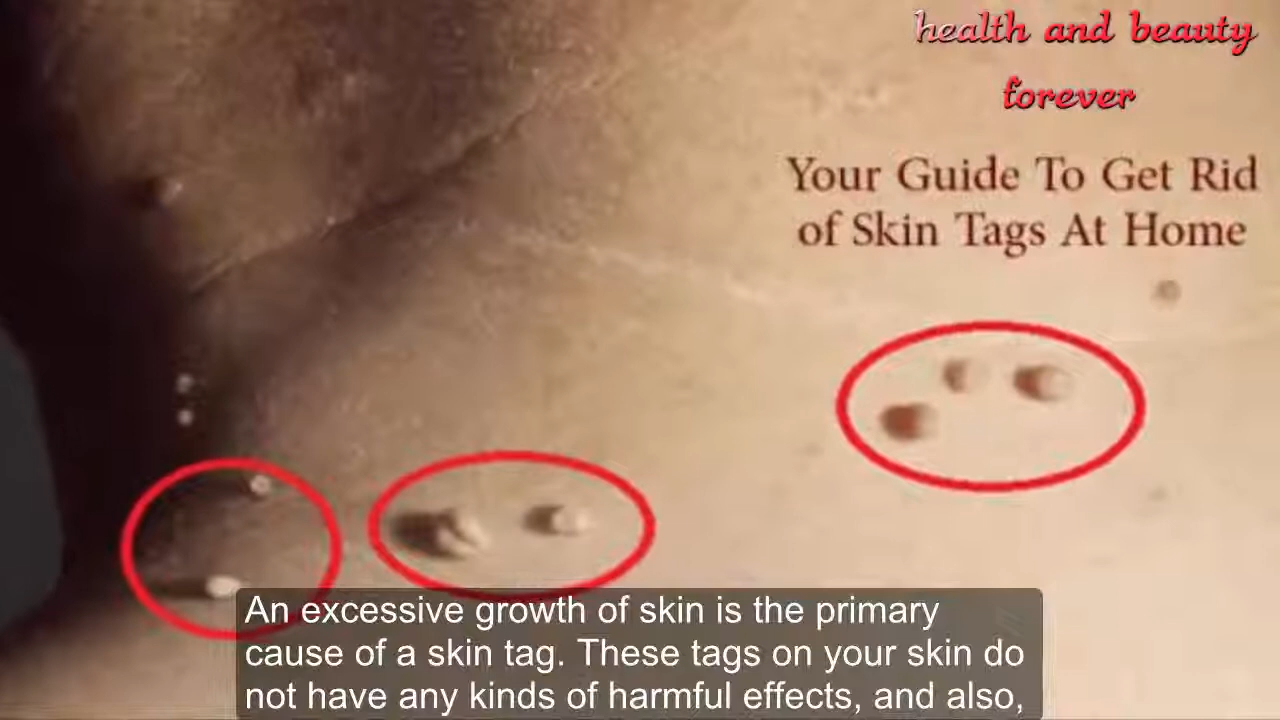 health and beauty
forever
Your Guide To Get Rid
of Skin Tags At Home
An excessive growth of skin is the primary
cause of a skin tag. These tags on your skin do
not have any kinds of harmful effects, and also,